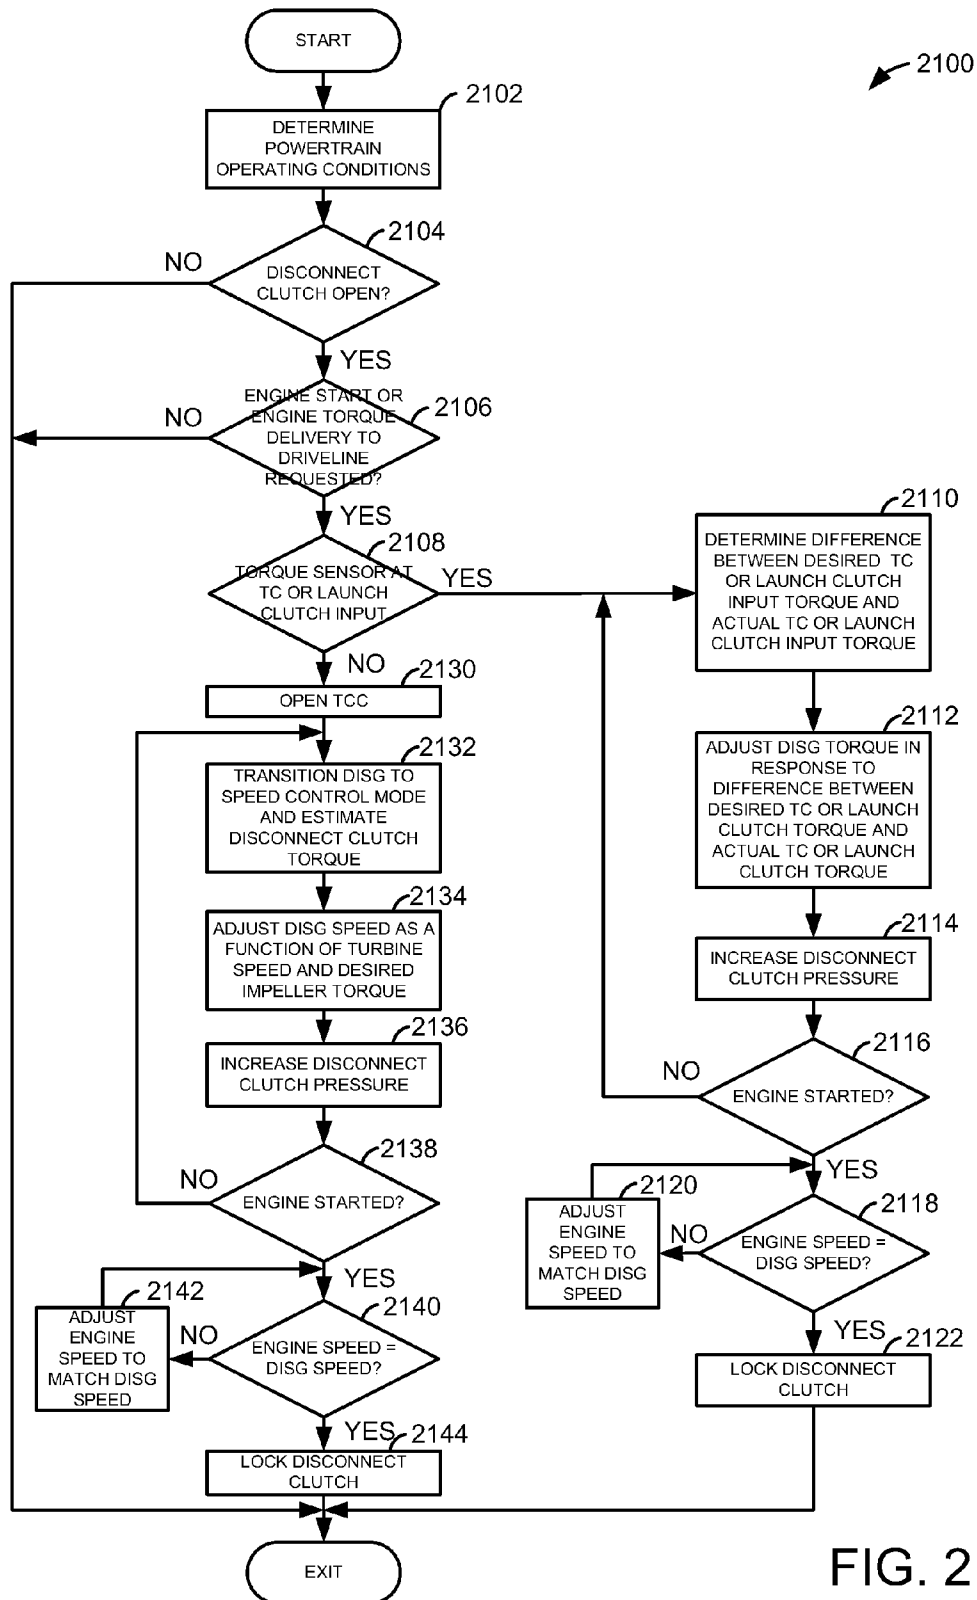 START
2100
2102
DETERMINE
POWERTRAIN
OPERATING CONDITIONS
2104
NO
DISCONNECT
CLUTCH OPEN?
YES
ENGINE START OR
ENGINE TORQUE
DELIVERY TO
DRIVELINE
REQUESTED?
NO
2106
YES
2108
TORQUE SENSOR AT
TC OR LAUNCH
CLUTCH INPUT
YES
NO
2130
OPEN TCC
2132
TRANSITION DISG TO
SPEED CONTROL MODE
AND ESTIMATE
DISCONNECT CLUTCH
TORQUE
2134
ADJUST DISG SPEED AS A
FUNCTION OF TURBINE
SPEED AND DESIRED
IMPELLER TORQUE
2136
INCREASE DISCONNECT
CLUTCH PRESSURE
2138
NO
ENGINE STARTED?
YES
2142
ADJUST
ENGINE
SPEED TO
MATCH DISG
SPEED
NO
2140
ENGINE SPEED =
DISG SPEED?
YES
2144
LOCK DISCONNECT
CLUTCH
2110
DETERMINE DIFFERENCE
BETWEEN DESIRED TC
OR LAUNCH CLUTCH
INPUT TORQUE AND
ACTUAL TC OR LAUNCH
CLUTCH INPUT TORQUE
2112
ADJUST DISG TORQUE IN
RESPONSE TO
DIFFERENCE BETWEEN
DESIRED TC OR LAUNCH
CLUTCH TORQUE AND
ACTUAL TC OR LAUNCH
CLUTCH TORQUE
2114
INCREASE DISCONNECT
CLUTCH PRESSURE
2116
NO
ENGINE STARTED?
YES
2120
ADJUST
ENGINE
SPEED TO
MATCH DISG
SPEED
NO
2118
ENGINE SPEED =
DISG SPEED?
YES
2122
LOCK DISCONNECT
CLUTCH
EXIT
FIG. 2